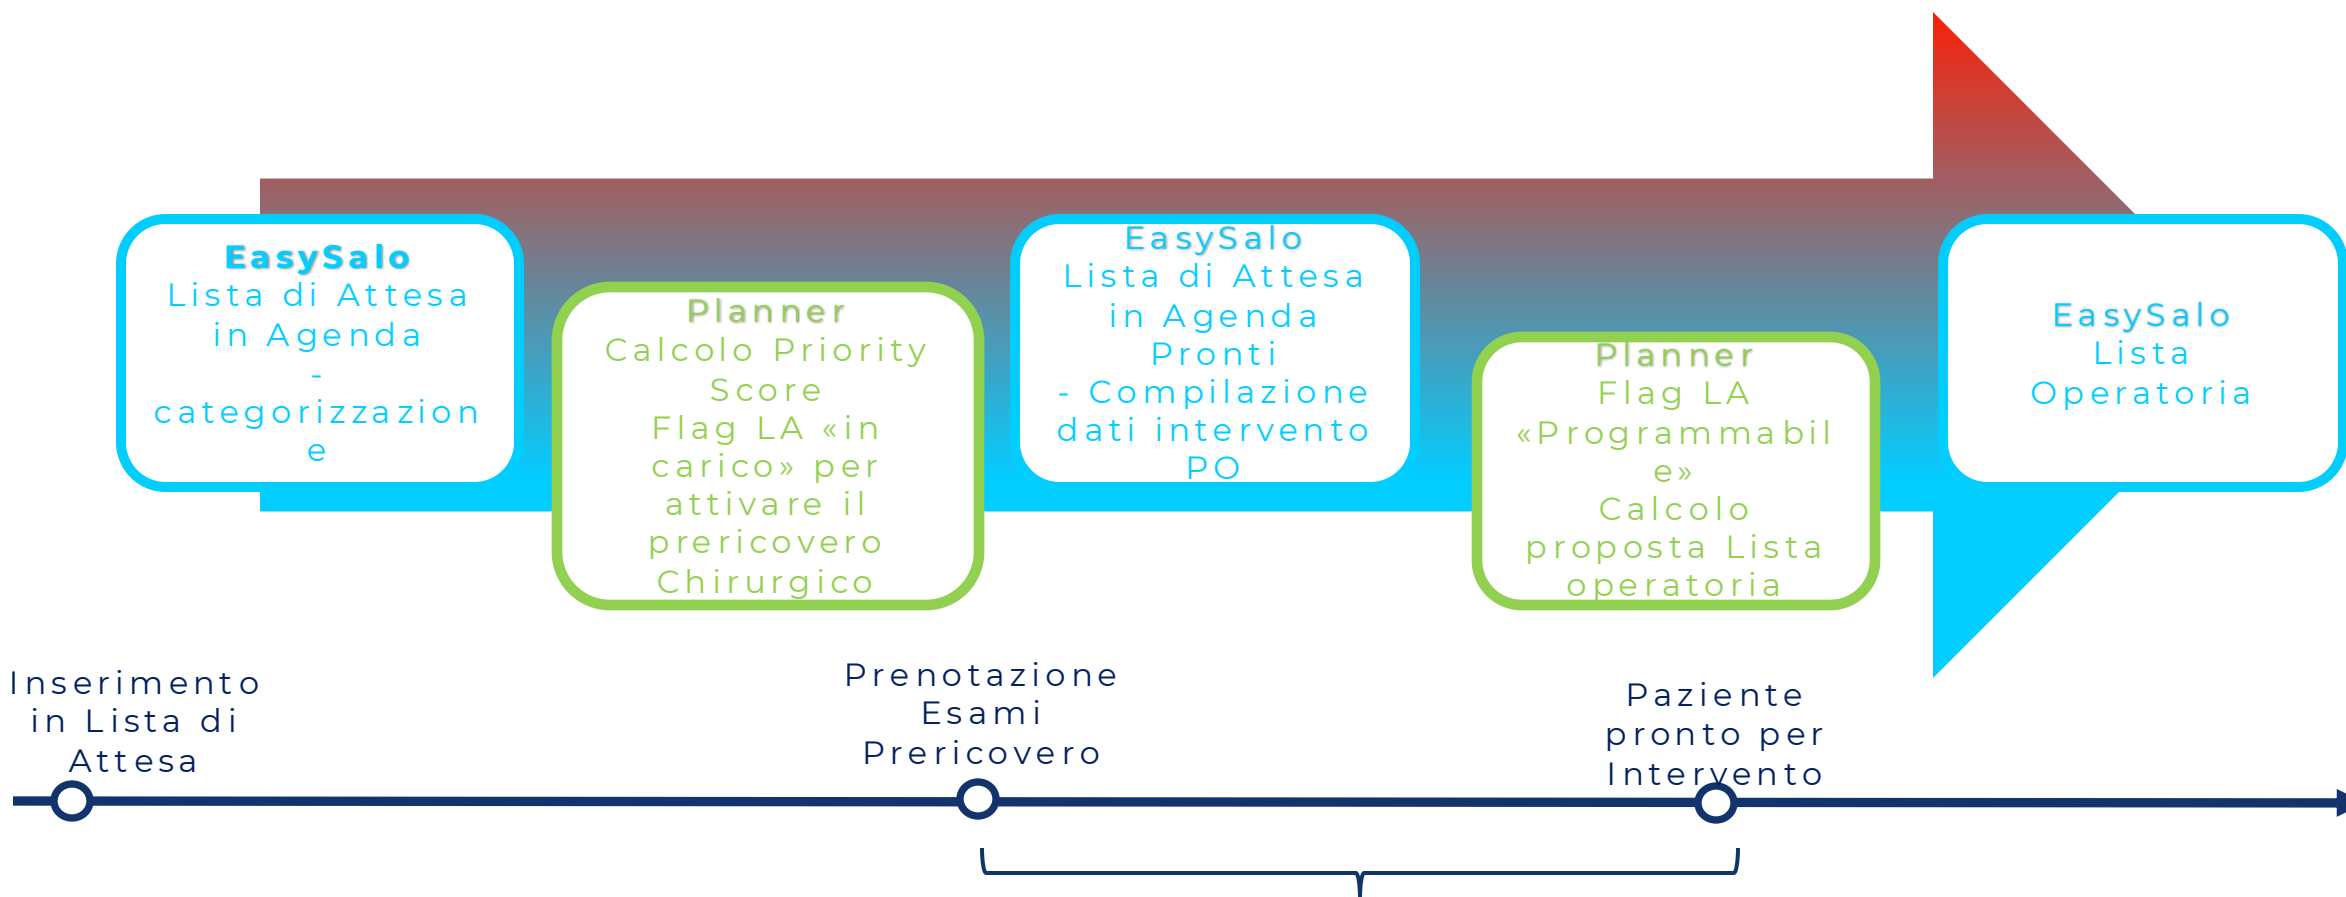 EasySalo
Lista di Attesa
in Agenda
-
categorizzazion
e
Planner
Calcolo Priority
Score
Flag LA «in
carico» per
attivare il
prericovero
Chirurgico
EasySalo
Lista di Attesa
in Agenda
Pronti
- Compilazione
dati intervento
PO
Planner
Flag LA
«Programmabil
e»
Calcolo
proposta Lista
operatoria
EasySalo
Lista
Operatoria
Inserimento
in Lista di
Attesa
Prenotazione
Esami
Prericovero
Paziente
pronto per
Intervento